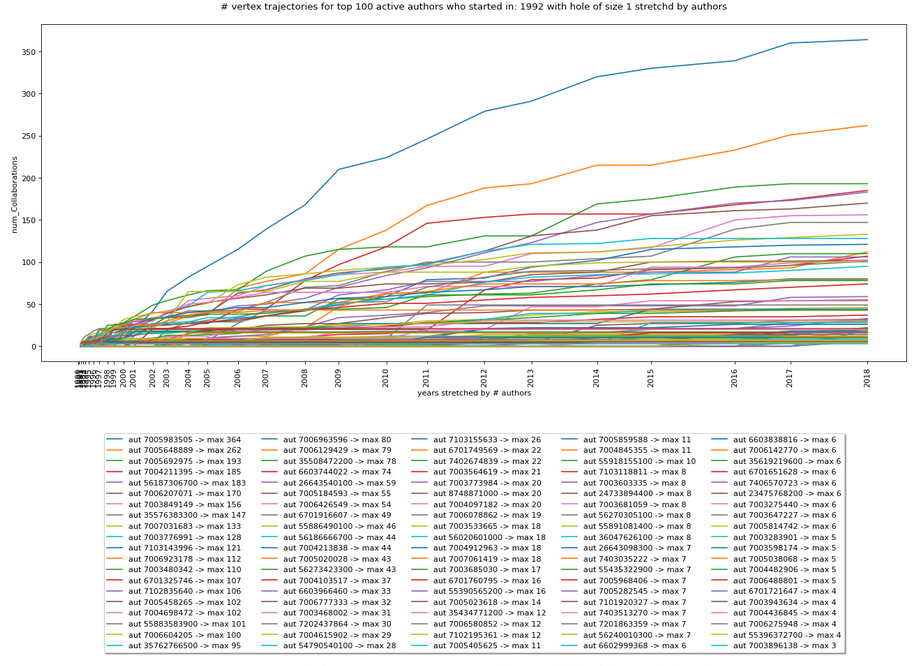 # vertex trajectories for top 100 active authors who started in: 1992 with hole of size 1 stretchd by authors
350
300
250
200
150
100
50
0
num_Collaborations
1996 1997 1998 1999 2000 2001 2002 2003 2004 2005 2006 2007 2008 2009 2010 2011 2012 2013 2014 2015 2016 2017 2018
years stretched by # authors
aut 7005983505 -> max 364 aut 7006963596 -> max 80 aut 7103155633 -> max 26 aut 7005859588 -> max 11 aut 6603838816 -> max 6
aut 7005648889 -> max 262 aut 7006129429 -> max 79 aut 6701749569 -> max 22 aut 7004845355 -> max 11 aut 7006142770 -> max 6
aut 7005692975 -> max 193 aut 35508472200 -> max 78 aut 7402674839 -> max 22 aut 55918155100 -> max 10 aut 35619219600 -> max 6
aut 7004211395 -> max 185 aut 6603744022 -> max 74 aut 7003564619 -> max 21 aut 7103118811 -> max 8 aut 6701651628 -> max 6
aut 56187306700 -> max 183 aut 26643540100 -> max 59 aut 7003773984 -> max 20 aut 7003603335 -> max 8 aut 7406570723 -> max 6
aut 7006207071 -> max 170 aut 7005184593 -> max 55 aut 8748871000 -> max 20 aut 24733894400 -> max 8 aut 23475768200 -> max 6
aut 7003849149 -> max 156 aut 7006426549 -> max 54 aut 7004097182 -> max 20 aut 7003681059 -> max 8 aut 7003275440 -> max 6
aut 35576383300 -> max 147 aut 6701916607 -> max 49 aut 7006078862 -> max 19 aut 56270305100 -> max 8 aut 7003647227 -> max 6
aut 7007031683 -> max 133 aut 55886490100 -> max 46 aut 7003533665 -> max 18 aut 55891081400 -> max 8 aut 7005814742 -> max 6
aut 7003776991 -> max 128 aut 56186666700 -> max 44 aut 56020601000 -> max 18 aut 36047626100 -> max 8 aut 7003283901 -> max 5
aut 7103143996 -> max 121 aut 7004213838 -> max 44 aut 7004912963 -> max 18 aut 26643098300 -> max 7 aut 7003598174 -> max 5
aut 7006923178 -> max 112 aut 7005020028 -> max 43 aut 7007061419 -> max 18 aut 7403035222 -> max 7 aut 7005038068 -> max 5
aut 7003480342 -> max 110 aut 56273423300 -> max 43 aut 7003685030 -> max 17 aut 55435322900 -> max 7 aut 7004482906 -> max 5
aut 6701325746 -> max 107 aut 7004103517 -> max 37 aut 6701760795 -> max 16 aut 7005968406 -> max 7 aut 7006488801 -> max 5
aut 7102835640 -> max 106 aut 6603966460 -> max 33 aut 55390565200 -> max 16 aut 7005282545 -> max 7 aut 6701721647 -> max 4
aut 7005458265 -> max 102 aut 7006777333 -> max 32 aut 7005023618 -> max 14 aut 7101920327 -> max 7 aut 7003943634 -> max 4
aut 7004698472 -> max 102 aut 7003468002 -> max 31 aut 35434771200 -> max 12 aut 7403513270 -> max 7 aut 7004436845 -> max 4
aut 55883583900 -> max 101 aut 7202437864 -> max 30 aut 7006580852 -> max 12 aut 7201863359 -> max 7 aut 7006275948 -> max 4
aut 7006604205 -> max 100 aut 7004615902 -> max 29 aut 7102195361 -> max 12 aut 56240010300 -> max 7 aut 55396372700 -> max 4
aut 35762766500 -> max 95 aut 54790540100 -> max 28 aut 7005405625 -> max 11 aut 6602999368 -> max 6 aut 7003896138 -> max 3